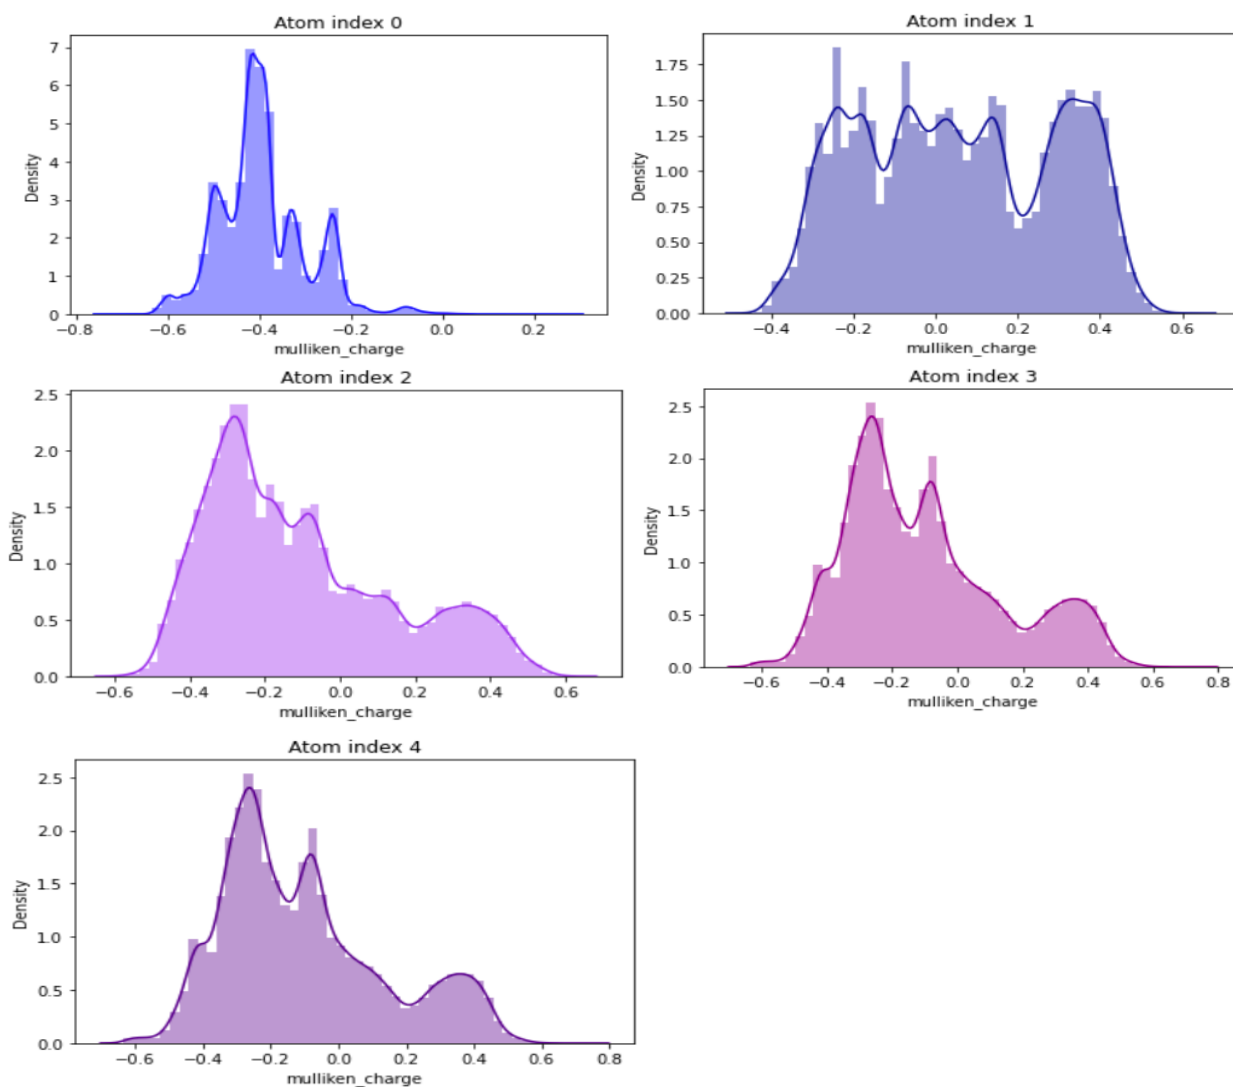 Atom index 0
7
6
5
4
3
2
1
0
Density
−0.8 −0.6 −0.4 −0.2 0.0 0.2
mulliken_charge
Atom index 1
1.75
1.50
1.25
1.00
0.75
0.50
0.25
0.00
Density
−0.4 −0.2 0.0 0.2 0.4 0.6
mulliken_charge
Atom index 2
2.5
2.0
1.5
1.0
0.5
0.0
Density
−0.6 −0.4 −0.2 0.0 0.2 0.4 0.6
mulliken_charge
Atom index 3
2.5
2.0
1.5
1.0
0.5
0.0
Density
−0.6 −0.4 −0.2 0.0 0.2 0.4 0.6 0.8
mulliken_charge
Atom index 4
2.5
2.0
1.5
1.0
0.5
0.0
Density
−0.6 −0.4 −0.2 0.0 0.2 0.4 0.6 0.8
mulliken_charge